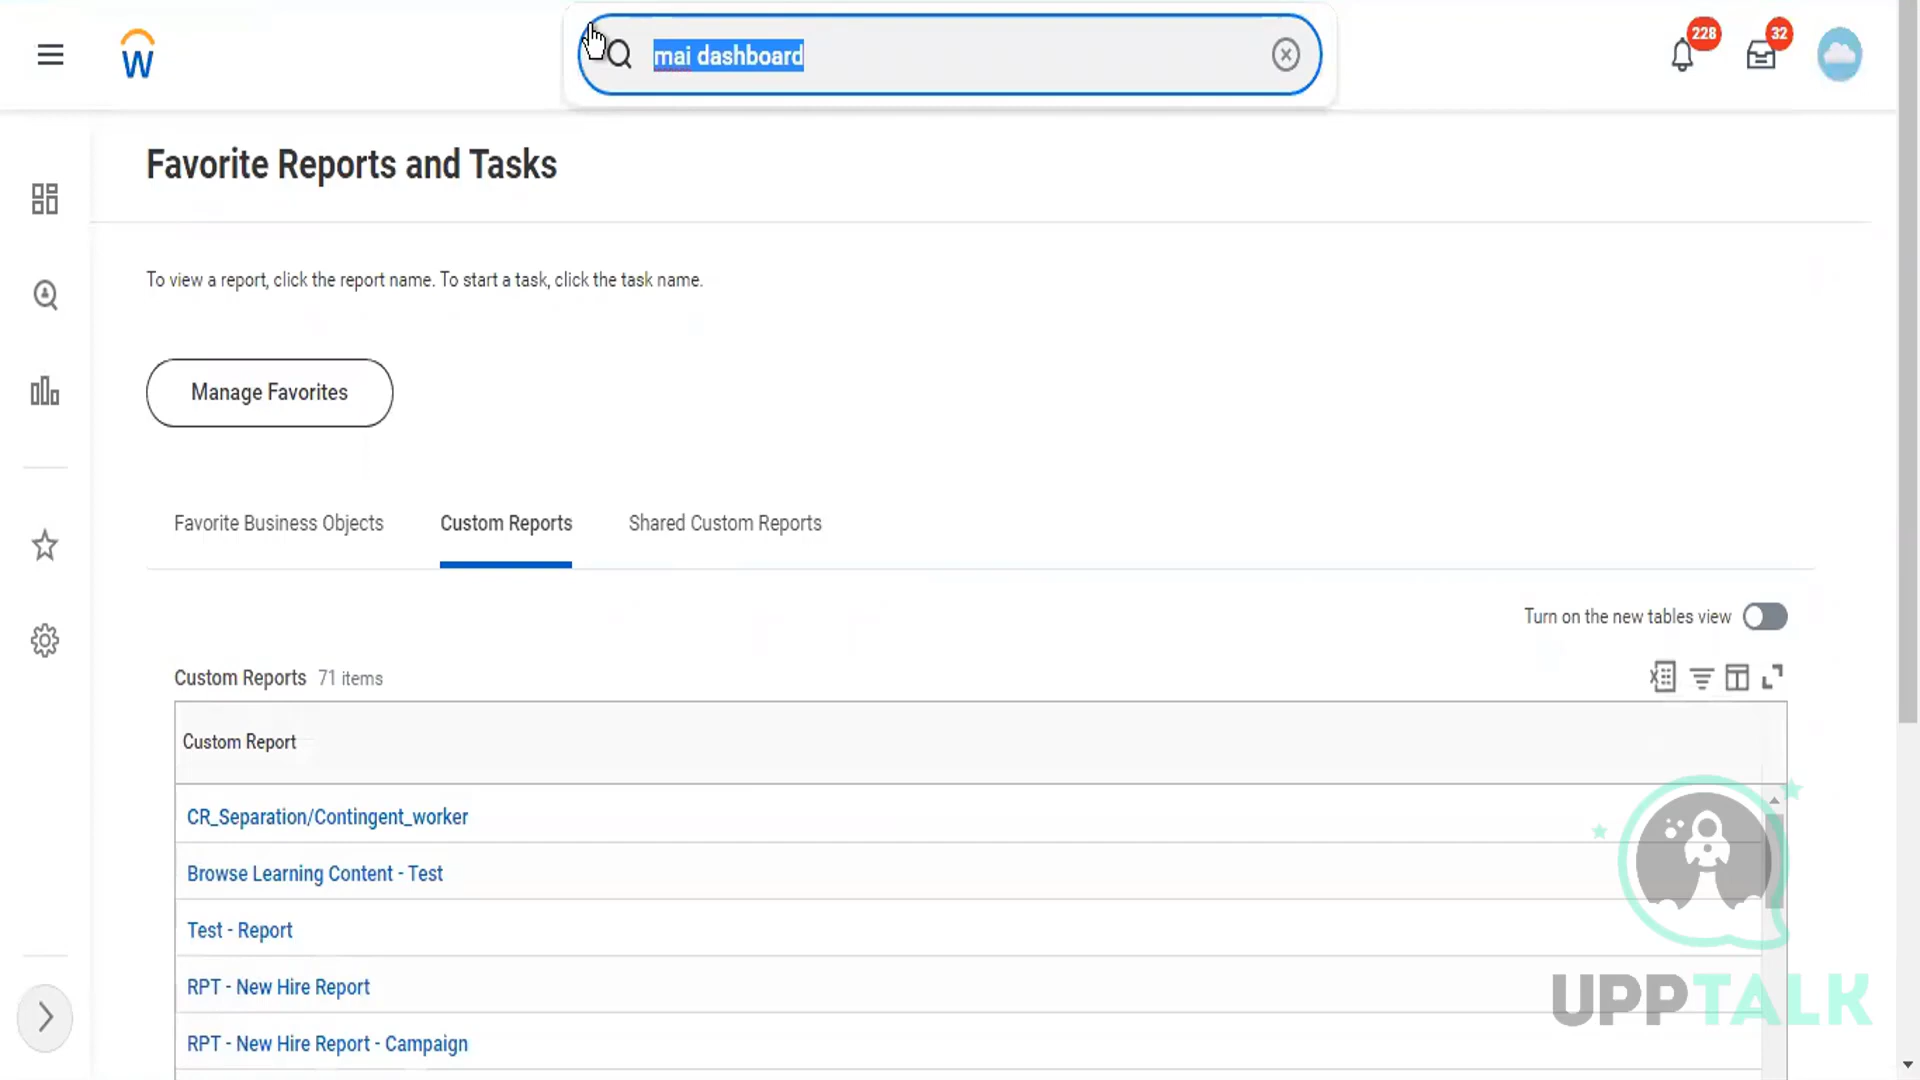 W
mai dashboard
228
32
Favorite Reports and Tasks
To view a report, click the report name. To start a task, click the task name.
Manage Favorites
Favorite Business Objects
Custom Reports
Shared Custom Reports
Turn on the new tables view
Custom Reports 71 items
Custom Report
CR_Separation/Contingent_worker
Browse Learning Content - Test
Test - Report
RPT - New Hire Report
RPT - New Hire Report - Campaign
UPPTALK